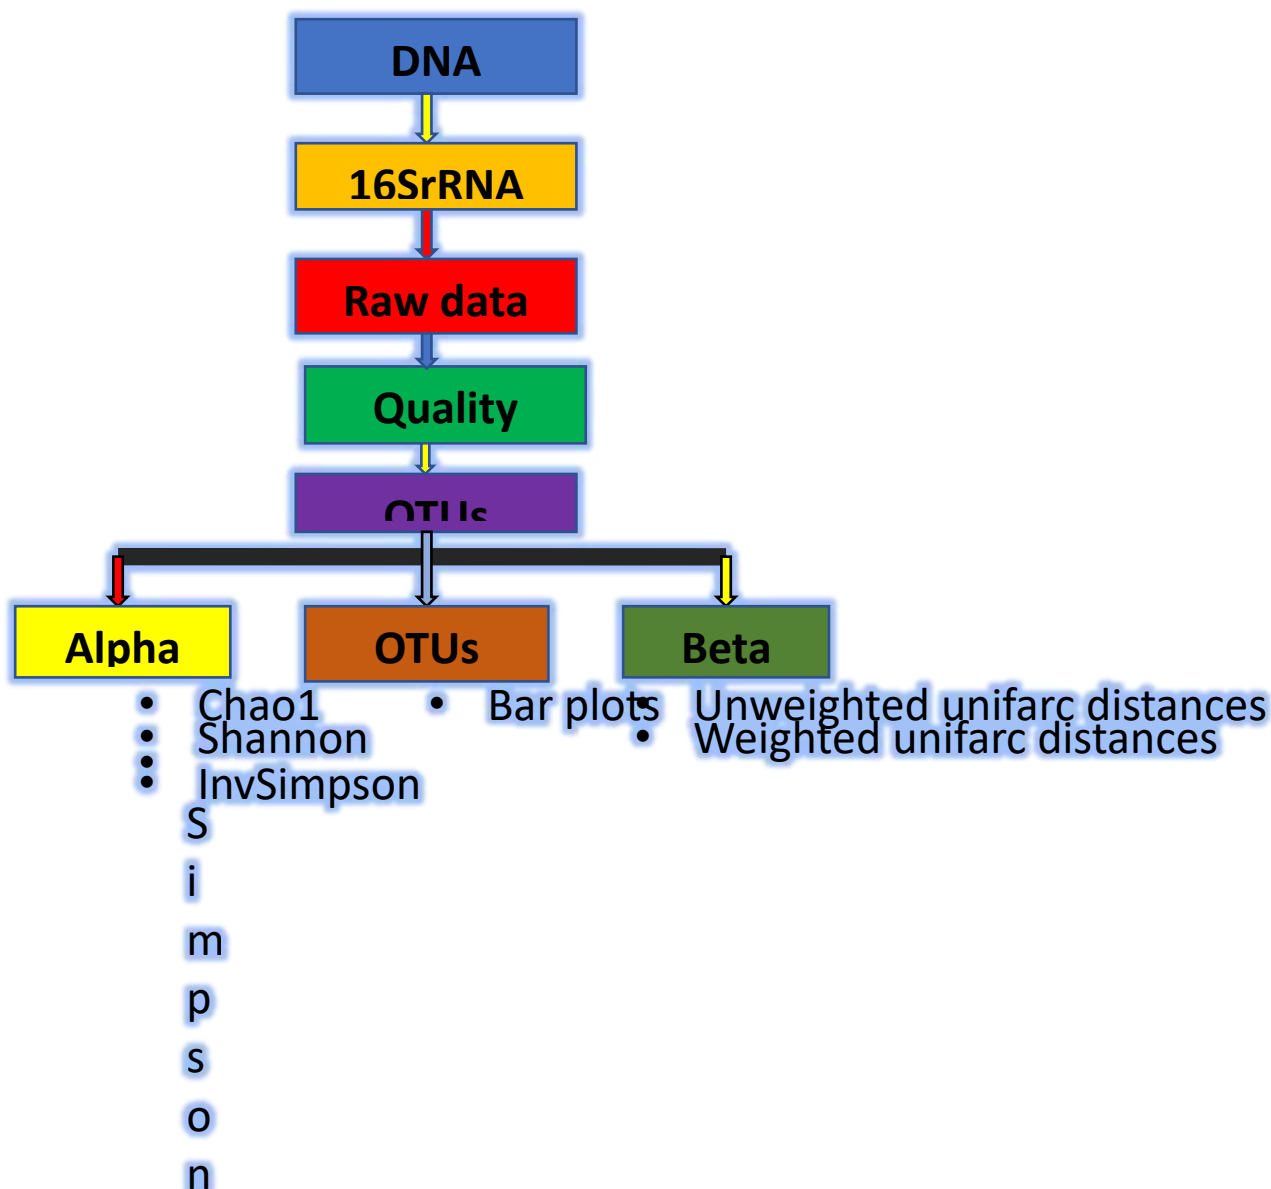 DNA
16SrRNA
Raw data
Quality
OTUs
Alpha
OTUs
Beta
• Chao1
• Shannon
•
• InvSimpson
S
i
m
p
s
o
n
• Bar plots
• Unweighted unifarc distances
• Weighted unifarc distances